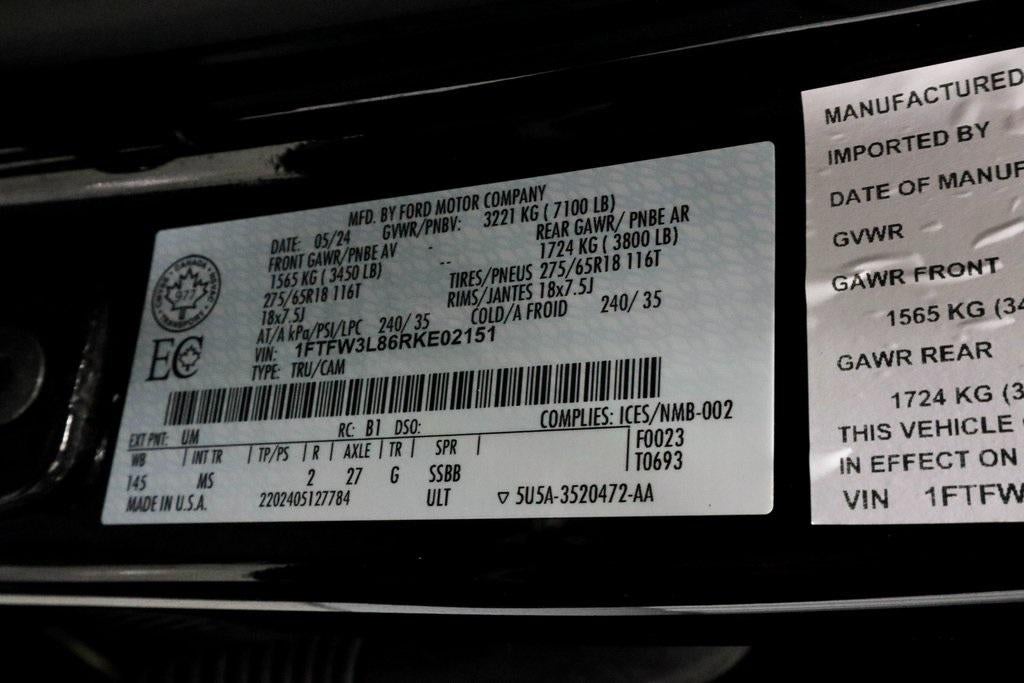 MFD. BY FORD MOTOR COMPANY
DATE: 05/24 GVWR/PNBV: 3221 KG ( 7100 LB)
FRONT GAWR/PNBE AV - REAR GAWR/ PNBE AR
1565 KG ( 3450 LB) -- 1724 KG ( 3800 LB)
275/65R18 116T TIRES/PNEUS 275/65R18 116T
18x7.5J RIMS/JANTES 18x7.5J
AT/A kPa/PSI/LPC 240/ 35 COLD/A FROID 240/ 35
VIN: 1FTFW3L86RKE02151
TYPE: TRU/CAM
CANADA
977
TRANSPORT
EC
COMPLIES: ICES/NMB-002
EXT PNT: UM RC: B1 DSO:
WB | INT TR | TP/PS | R | AXLE | TR | SPR | F0023
145 MS 2 27 G SSBB T0693
MADE IN U.S.A. 2202405127784 ULT ▽ 5U5A-3520472-AA
MANUFACTURED
IMPORTED BY
DATE OF MANUF
GVWR
GAWR FRONT
1565 KG (34
GAWR REAR
1724 KG (3
THIS VEHICLE
IN EFFECT ON
VIN 1FTFW